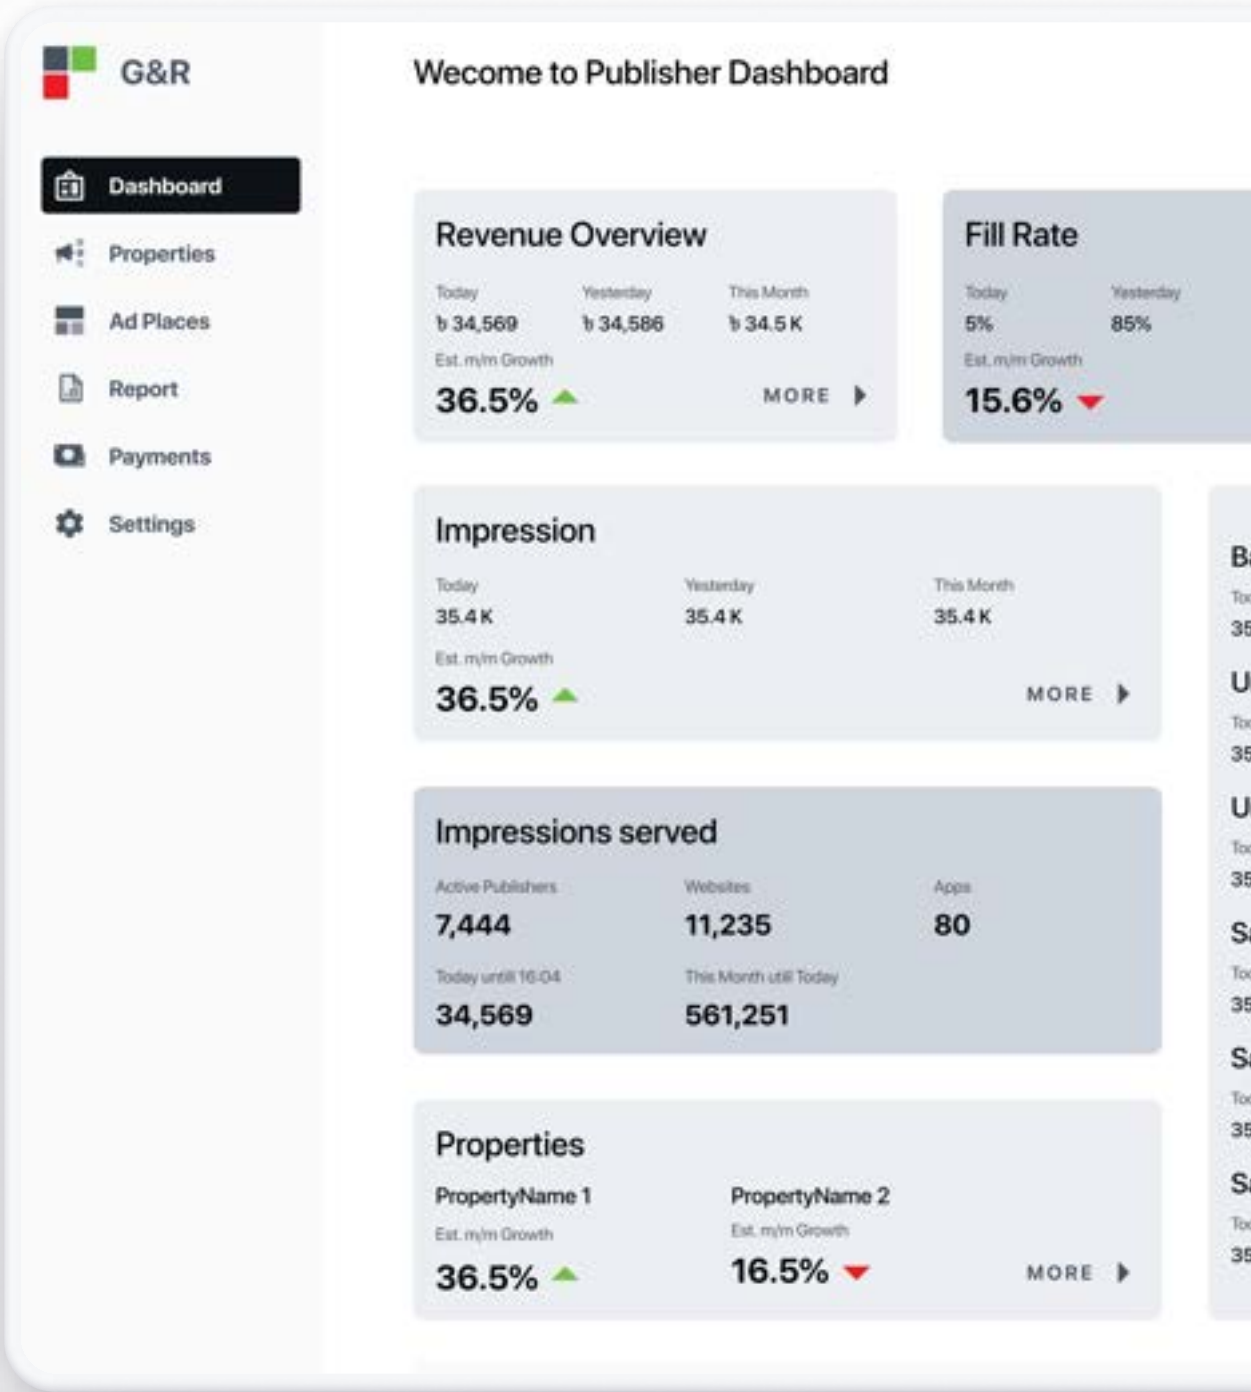 G&R
Wecome to Publisher Dashboard
Dashboard
Properties
Ad Places
Report
Payments
Settings
Revenue Overview
Today Yesterday This Month
৳ 34,569 ৳ 34,586 ৳ 34.5 K
Est. m/m Growth
36.5%
MORE
Fill Rate
Today Yesterday
5% 85%
Est. m/m Growth
15.6%
Impression
Today Yesterday This Month
35.4 K 35.4 K 35.4 K
Est. m/m Growth
36.5%
MORE
Impressions served
Active Publishers Websites Apps
7,444 11,235 80
Today untill 16:04 This Month utill Today
34,569 561,251
Properties
PropertyName 1 PropertyName 2
Est. m/m Growth Est. m/m Growth
36.5% 16.5%
MORE